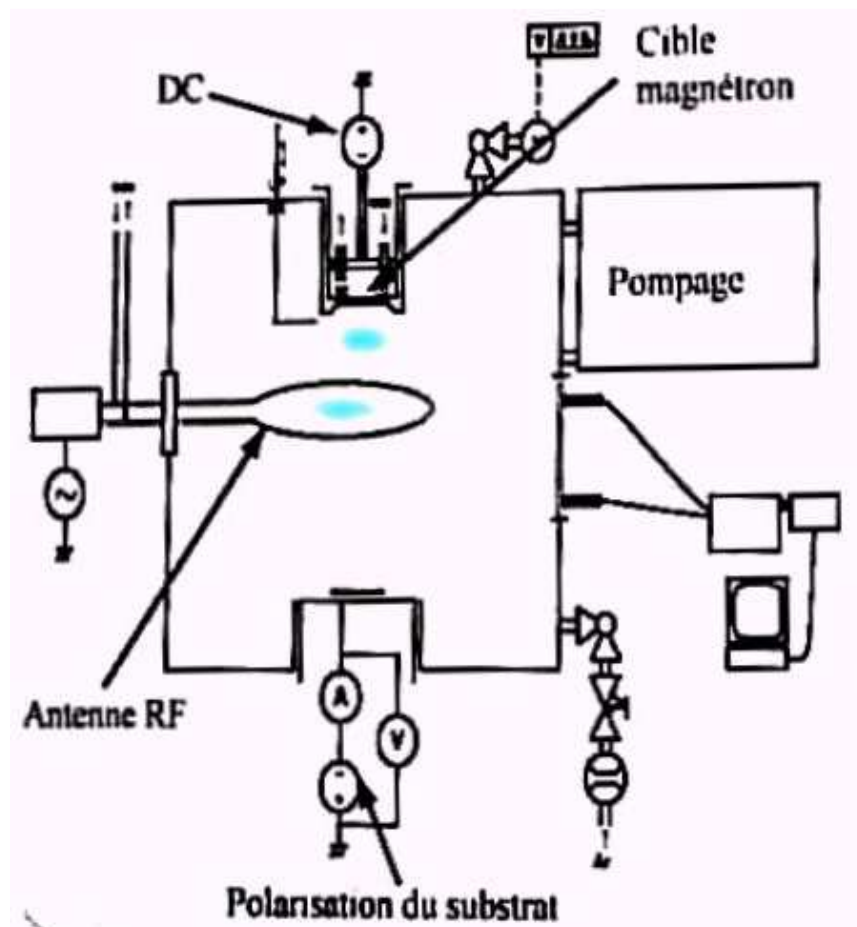 DC
Cible
magnétron
Pompage
Antenne RF
A
V
Polarisation du substrat